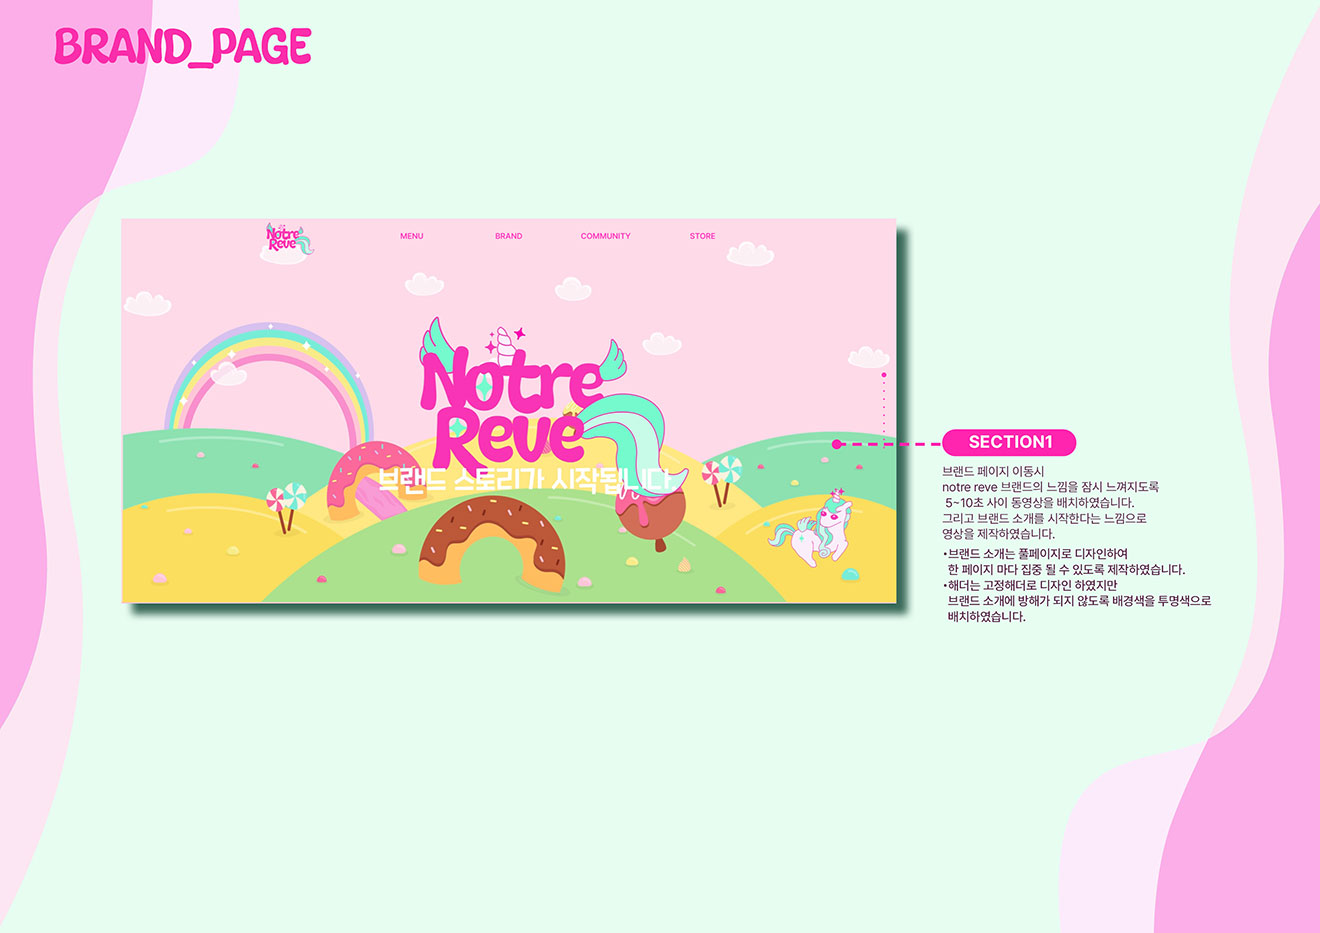 BRAND_PAGE
Notre
Reve
MENU BRAND COMMUNITY STORE
Notre
Reve
브랜드 스토리가 시작됩니다
SECTION1
브랜드 페이지 이동시
notre reve 브랜드의 느낌을 잠시 느껴지도록
5~10초 사이 동영상을 배치하였습니다.
그리고 브랜드 소개를 시작한다는 느낌으로
영상을 제작하였습니다.
•브랜드 소개는 풀페이지로 디자인하여
한 페이지 마다 집중 될 수 있도록 제작하였습니다.
•해더는 고정해더로 디자인 하였지만
브랜드 소개에 방해가 되지 않도록 배경색을 투명색으로
배치하였습니다.